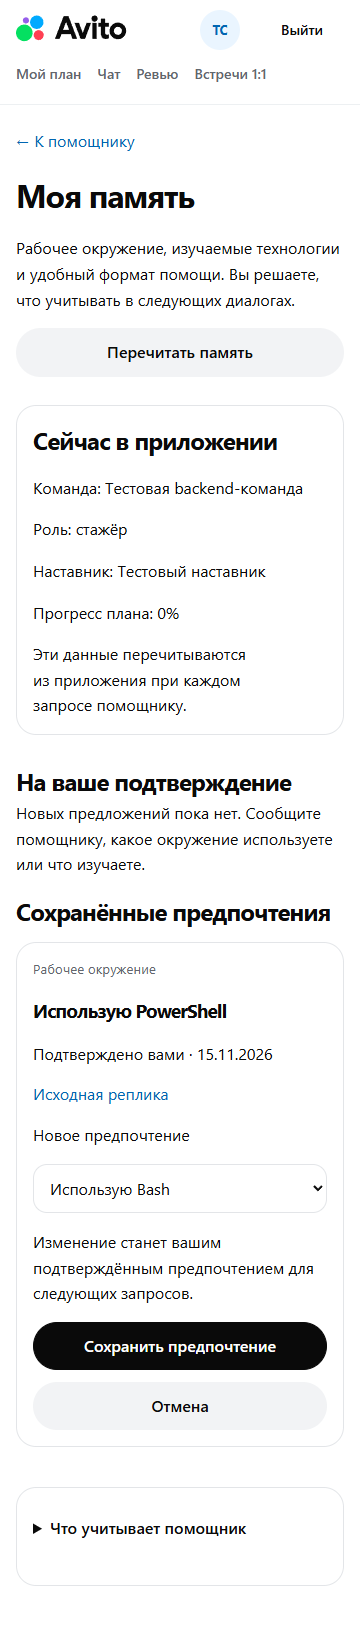 Avito
ТС
Выйти
Мой план
Чат
Ревью
Встречи 1:1
← К помощнику
Моя память
Рабочее окружение, изучаемые технологии
и удобный формат помощи. Вы решаете,
что учитывать в следующих диалогах.
Перечитать память
Сейчас в приложении
Команда: Тестовая backend-команда
Роль: стажёр
Наставник: Тестовый наставник
Прогресс плана: 0%
Эти данные перечитываются
из приложения при каждом
запросе помощнику.
На ваше подтверждение
Новых предложений пока нет. Сообщите
помощнику, какое окружение используете
или что изучаете.
Сохранённые предпочтения
Рабочее окружение
Использую PowerShell
Подтверждено вами · 15.11.2026
Исходная реплика
Новое предпочтение
Использую Bash
Изменение станет вашим
подтверждённым предпочтением для
следующих запросов.
Сохранить предпочтение
Отмена
Что учитывает помощник